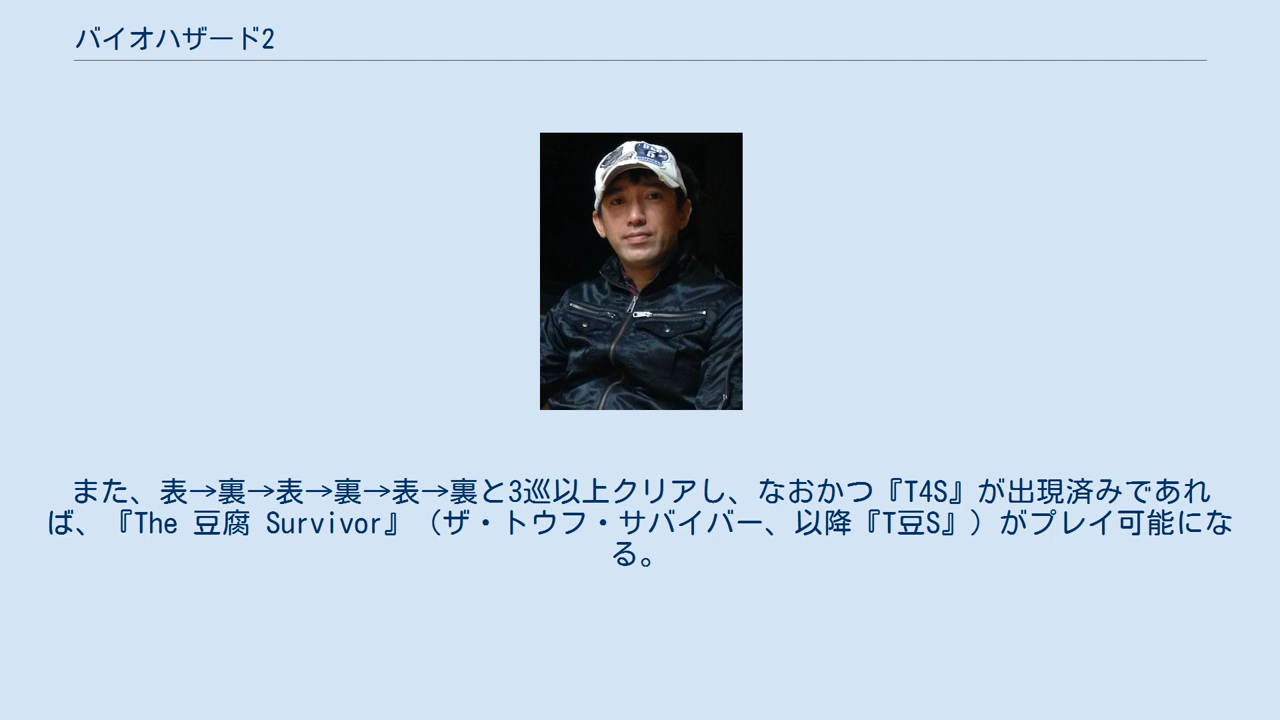 バイオハザード2
また、表→裏→表→裏→表→裏と3巡以上クリアし、なおかつ『T4S』が出現済みであれ
ば、『The 豆腐 Survivor』（ザ・トウフ・サバイバー、以降『T豆S』）がプレイ可能にな
る。